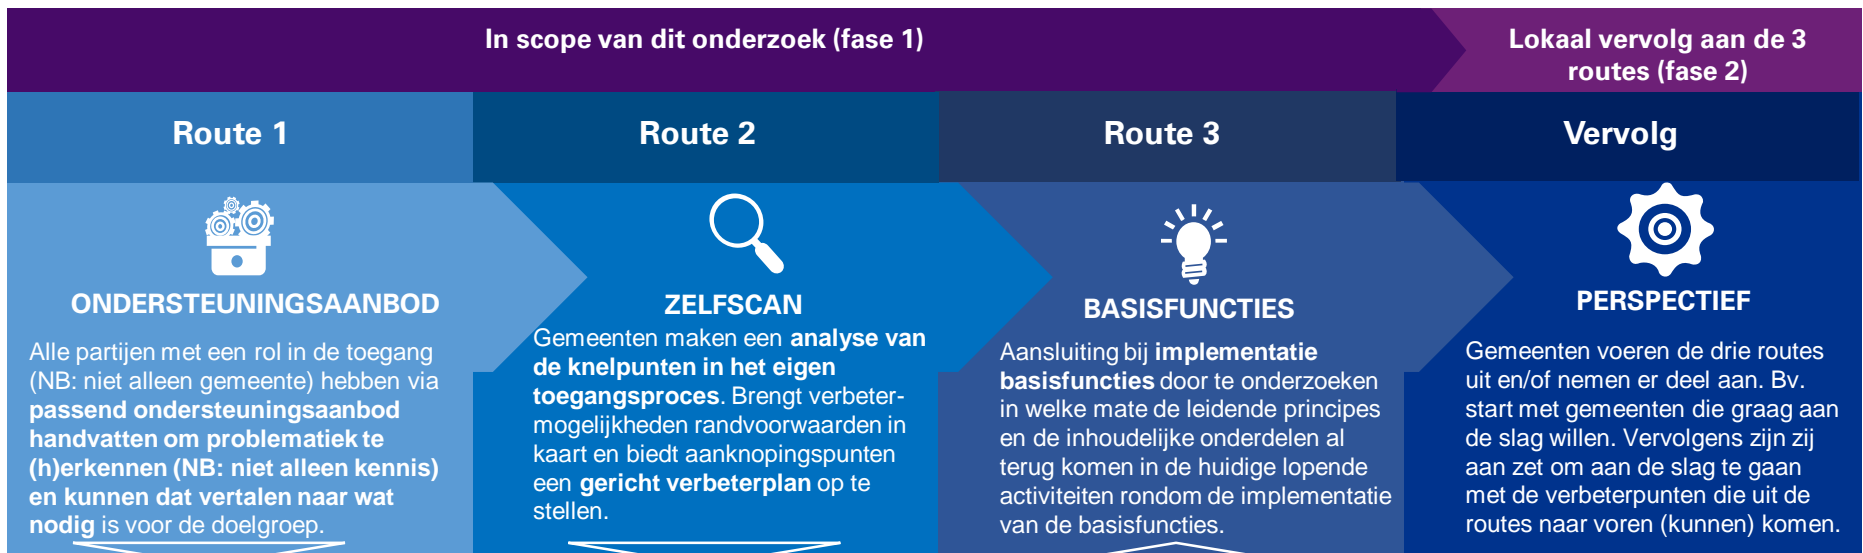 In scope van dit onderzoek (fase 1)
Lokaal vervolg aan de 3
routes (fase 2)
Route 1
Route 2
Route 3
Vervolg
ONDERSTEUNINGSAANBOD
Alle partijen met een rol in de toegang
(NB: niet alleen gemeente) hebben via
passend ondersteuningsaanbod
handvatten om problematiek te
(h)erkennen (NB: niet alleen kennis)
en kunnen dat vertalen naar wat
nodig is voor de doelgroep.
ZELFSCAN
Gemeenten maken een analyse van
de knelpunten in het eigen
toegangsproces. Brengt verbeter-
mogelijkheden randvoorwaarden in
kaart en biedt aanknopingspunten
een gericht verbeterplan op te
stellen.
BASISFUNCTIES
Aansluiting bij implementatie
basisfuncties door te onderzoeken
in welke mate de leidende principes
en de inhoudelijke onderdelen al
terug komen in de huidige lopende
activiteiten rondom de implementatie
van de basisfuncties.
PERSPECTIEF
Gemeenten voeren de drie routes
uit en/of nemen er deel aan. Bv.
start met gemeenten die graag aan
de slag willen. Vervolgens zijn zij
aan zet om aan de slag te gaan
met de verbeterpunten die uit de
routes naar voren (kunnen) komen.